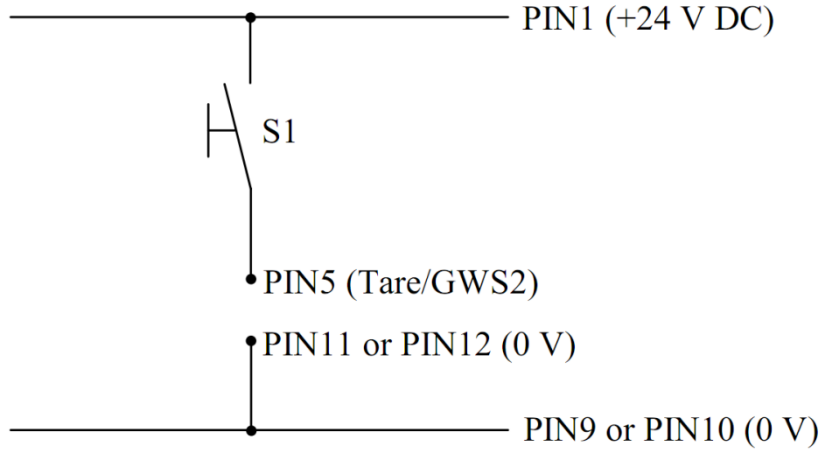 PIN1 (+24 V DC)
S1
PIN5 (Tare/GWS2)
PIN11 or PIN12 (0 V)
PIN9 or PIN10 (0 V)